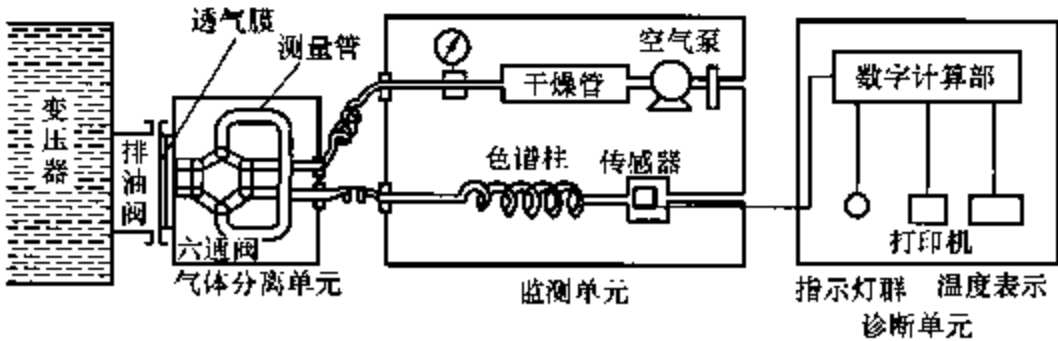 透气膜
测量管
变压器
排油阀
六通阀
气体分离单元
空气泵
干燥管
色谱柱
传感器
监测单元
数字计算部
打印机
指示灯群
温度表示
诊断单元